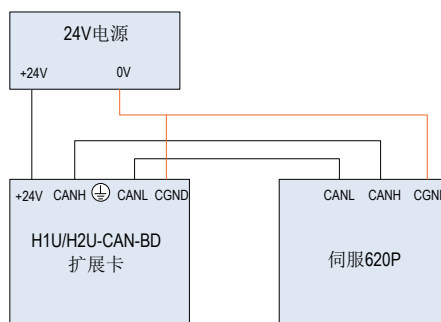 24V电源
+24V 0V
+24V CANH CANL CGND
CANL CANH CGND
H1U/H2U-CAN-BD
扩展卡
伺服620P